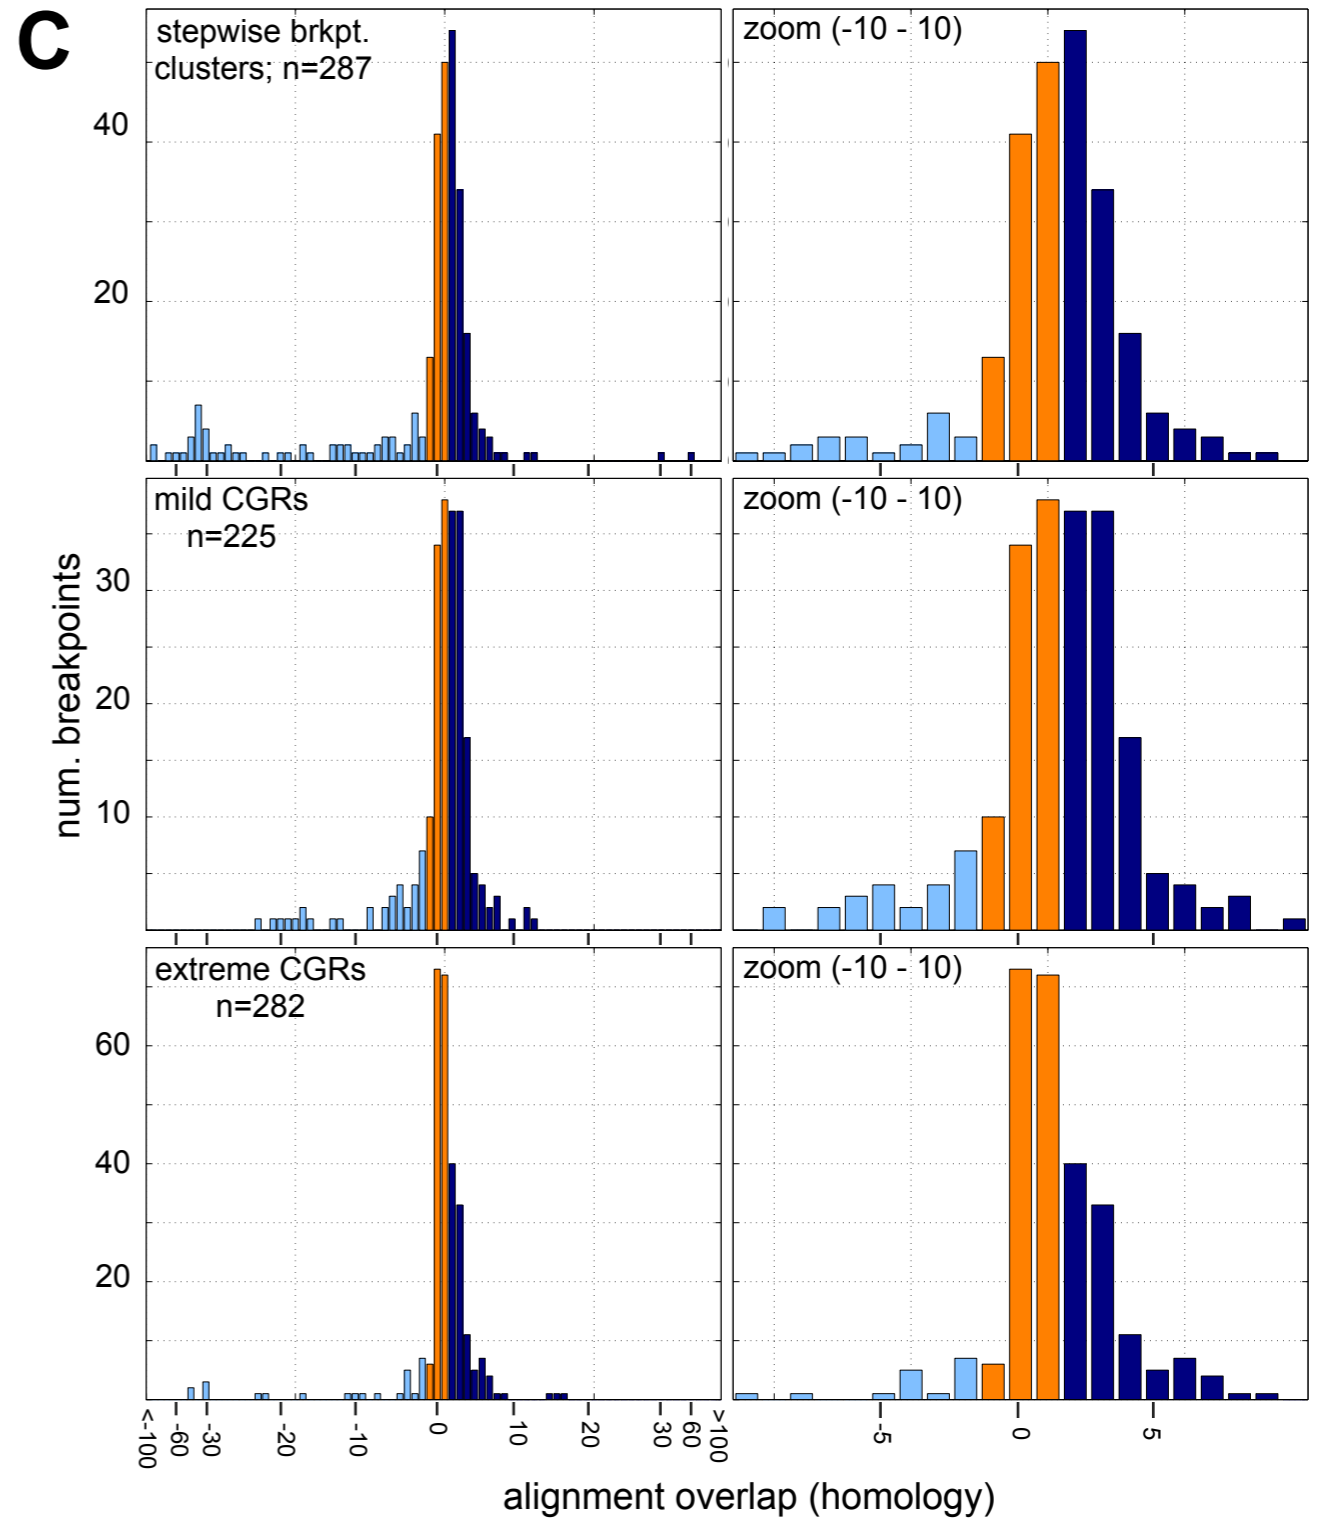 C
stepwise brkpt.
clusters; n=287
zoom (-10 - 10)
40
20
mild CGRs
n=225
zoom (-10 - 10)
30
20
10
num. breakpoints
extreme CGRs
n=282
zoom (-10 - 10)
60
40
20
<-100 -60 -30 -20 -10 0 10 20 30 60 >100
-5 0 5
alignment overlap (homology)